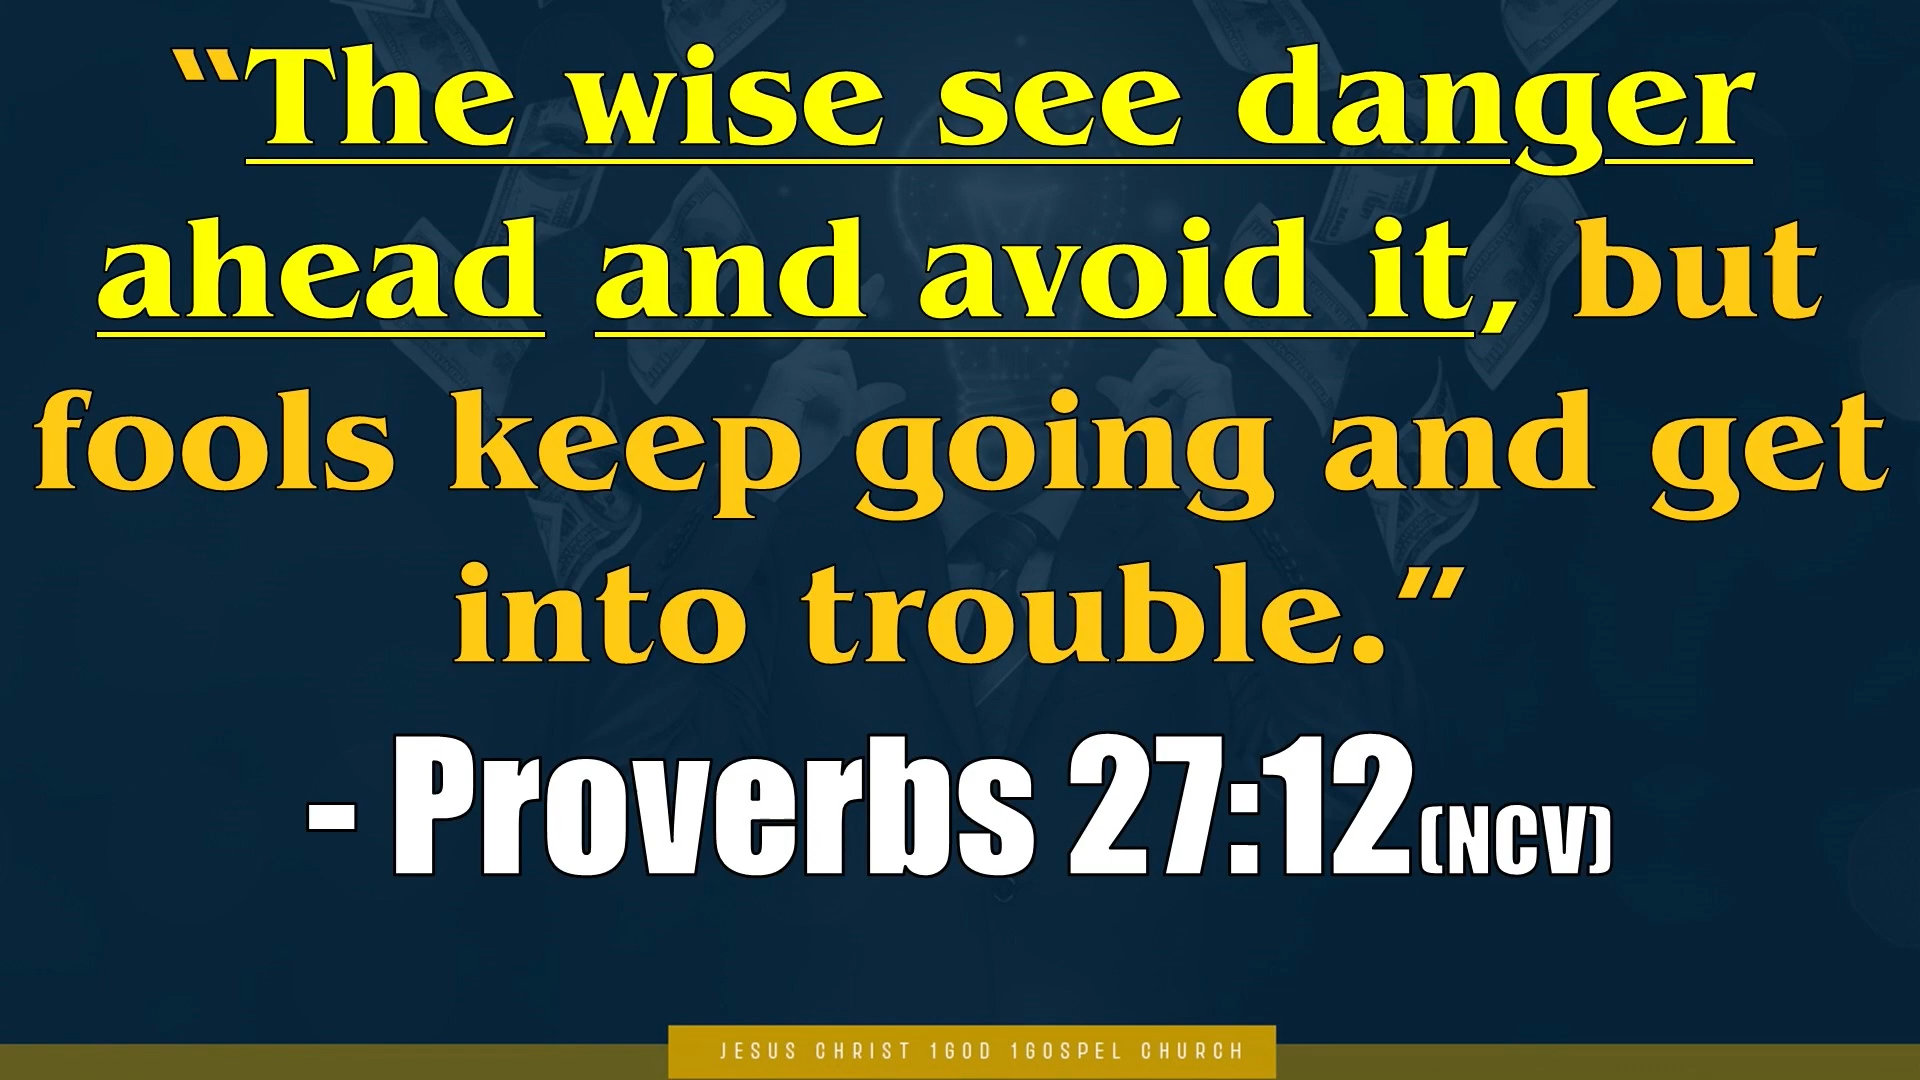 “The wise see danger
ahead and avoid it, but
fools keep going and get
into trouble.”
- Proverbs 27:12(NCV)
JESUS CHRIST 1GOD 1GOSPEL CHURCH